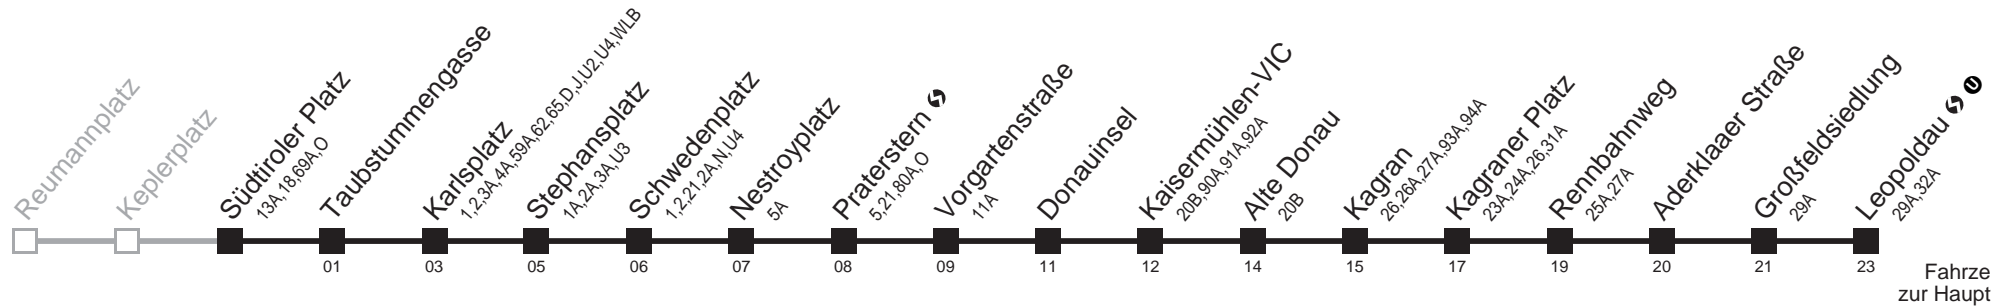 Reumannplatz
Keplerplatz
Südtiroler Platz
13A,18,69A,O
Taubstummengasse
Karlsplatz
1,2,3A,4A,59A,62,65,D,J,U2,U4,WLB
Stephansplatz
1A,2A,3A,U3
Schwedenplatz
1,2,21,2A,N,U4
Nestroyplatz
5A
Praterstern
5,21,80A,O
Vorgartenstraße
11A
Donauinsel
Kaisermühlen-VIC
20B,90A,91A,92A
Alte Donau
20B
Kagran
26,26A,27A,93A,94A
Kagraner Platz
23A,24A,26,31A
Rennbahnweg
25A,27A
Aderklaaer Straße
Großfeldsiedlung
29A
Leopoldau U
29A,32A
01 03 05 06 07 08 09 11 12 14 15 17 19 20 21 23
Fahrze
zur Haupt